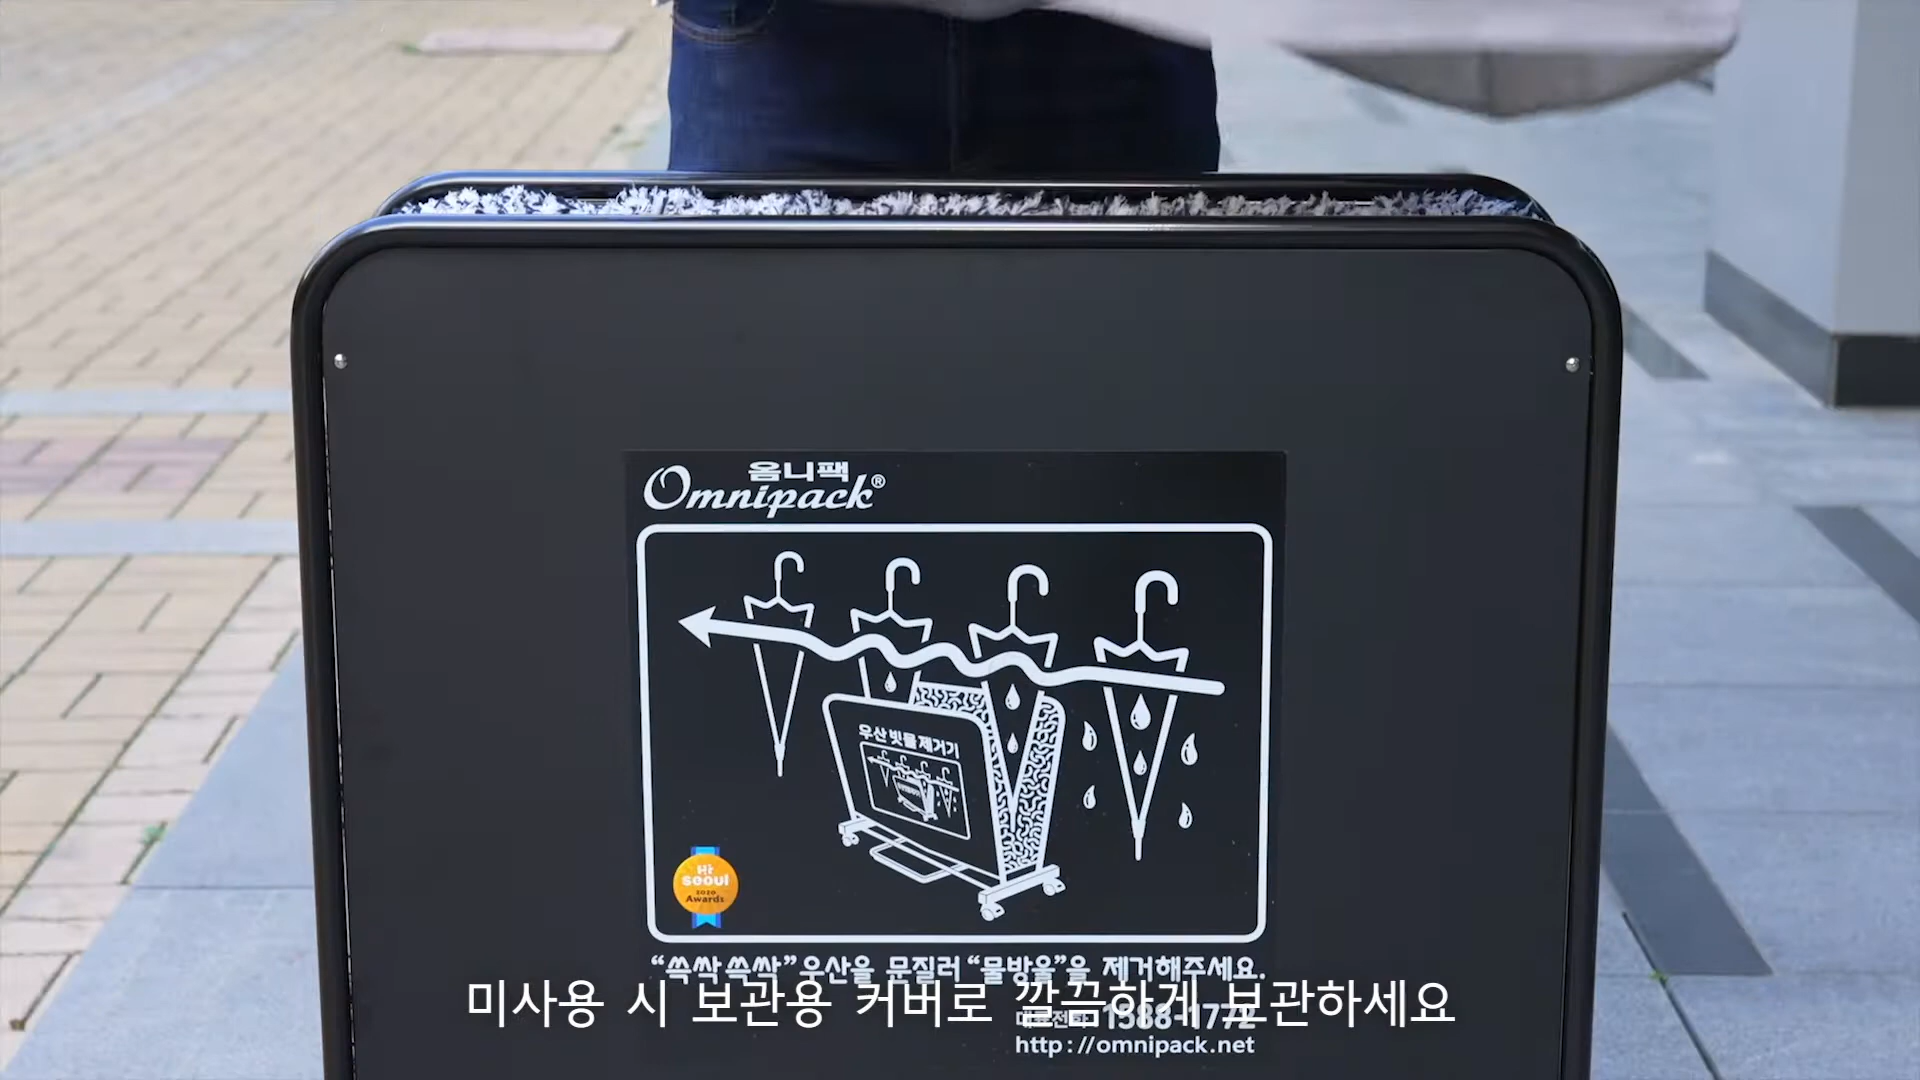 옴니팩
Omnipack®
우산 빗물 제거기
Hi
seoul
2020
Awards
“쓱싹 쓱싹” 우산을 문질러 “물방울”을 제거해주세요.
미사용 시 보관용 커버로 깔끔하게 보관하세요
1588-1772
http://omnipack.net